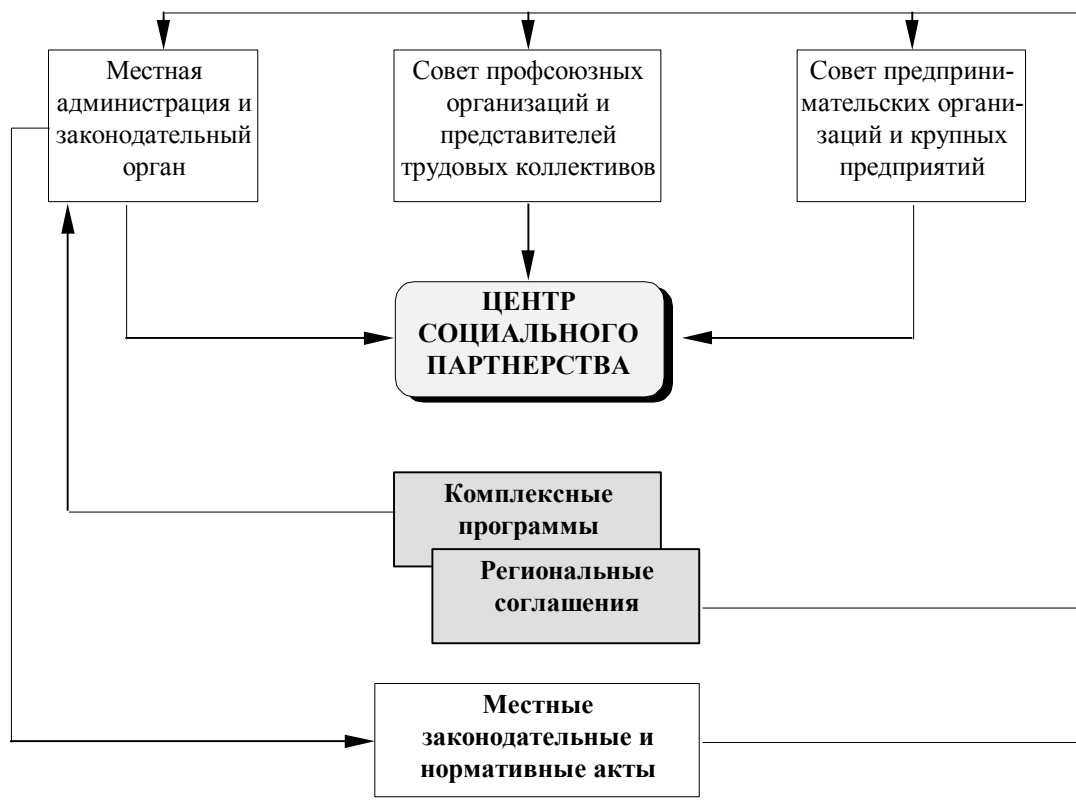 Местная
администрация и
законодательный
орган
Совет профсоюзных
организаций и
представителей
трудовых коллективов
Совет предприни-
мательских органи-
заций и крупных
предприятий
ЦЕНТР
СОЦИАЛЬНОГО
ПАРТНЕРСТВА
Комплексные
программы
Региональные
соглашения
Местные
законодательные и
нормативные акты